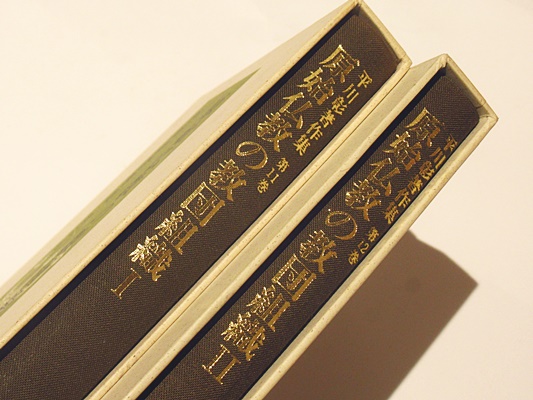 平川彰著作集 第11巻
原始仏教の教団組織 I
平川彰著作集 第12巻
原始仏教の教団組織 II